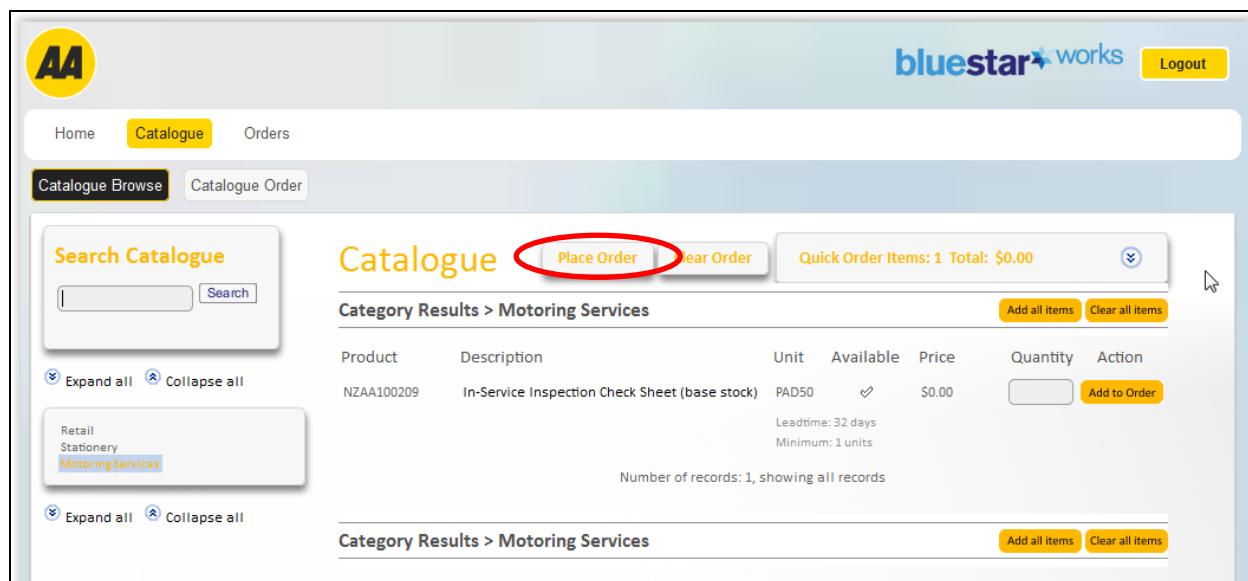 AA
bluestar works
Logout
Home Catalogue Orders
Catalogue Browse Catalogue Order
Search Catalogue
Search
Expand all Collapse all
Retail
Stationery
Motoring Services
Expand all Collapse all
Catalogue Place Order lear Order Quick Order Items: 1 Total: $0.00
Category Results > Motoring Services Add all items Clear all items
Product Description Unit Available Price Quantity Action
NZAA100209 In-Service Inspection Check Sheet (base stock) PAD50 $0.00 Add to Order
Leadtime: 32 days
Minimum: 1 units
Number of records: 1, showing all records
Category Results > Motoring Services Add all items Clear all items